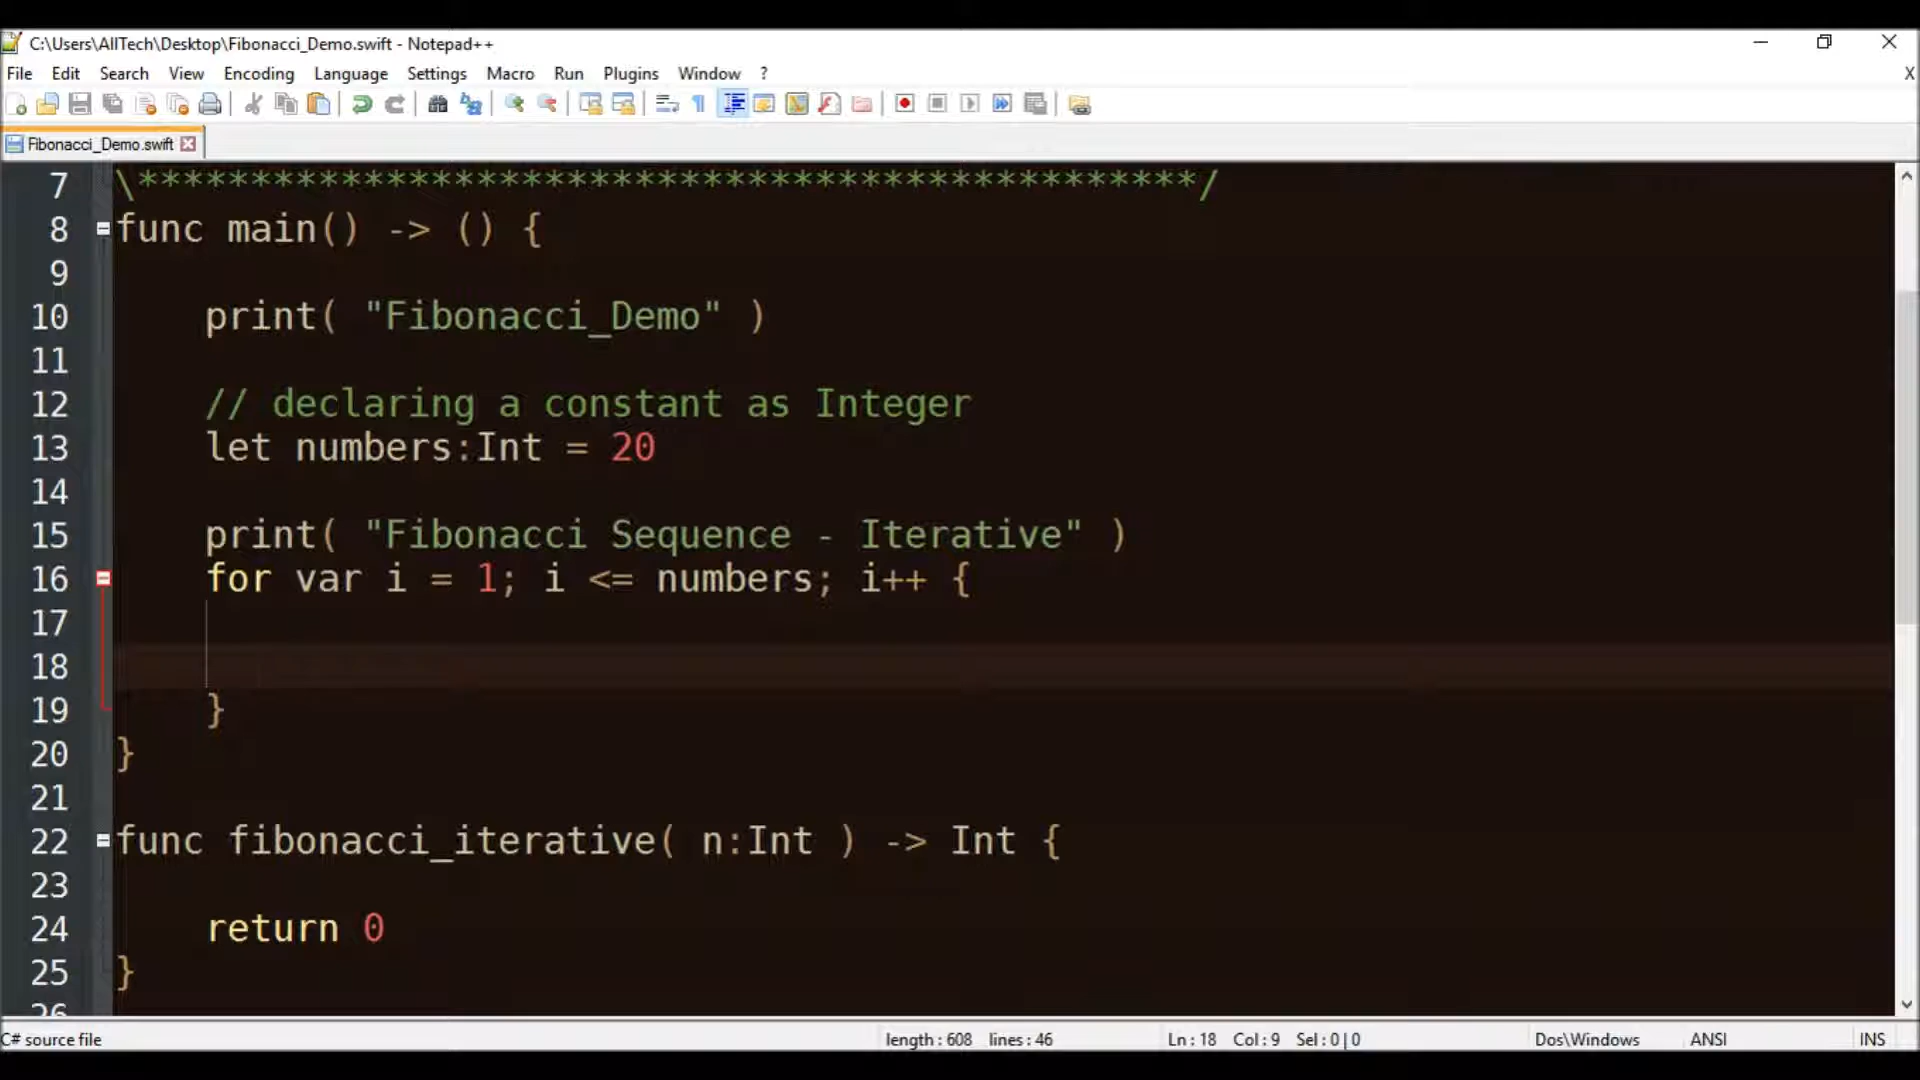 C:\Users\AllTech\Desktop\Fibonacci_Demo.swift - Notepad++
File Edit Search View Encoding Language Settings Macro Run Plugins Window ? X
Fibonacci_Demo.swift
7 \***********************************************/
8 func main() -> () {
9
10 print( "Fibonacci_Demo" )
11
12 // declaring a constant as Integer
13 let numbers:Int = 20
14
15 print( "Fibonacci Sequence - Iterative" )
16 for var i = 1; i <= numbers; i++ {
17
18
19 }
20 }
21
22 func fibonacci_iterative( n:Int ) -> Int {
23
24 return 0
25 }
26
C# source file length : 608 lines : 46 Ln : 18 Col : 9 Sel : 0 | 0 Dos\Windows ANSI INS